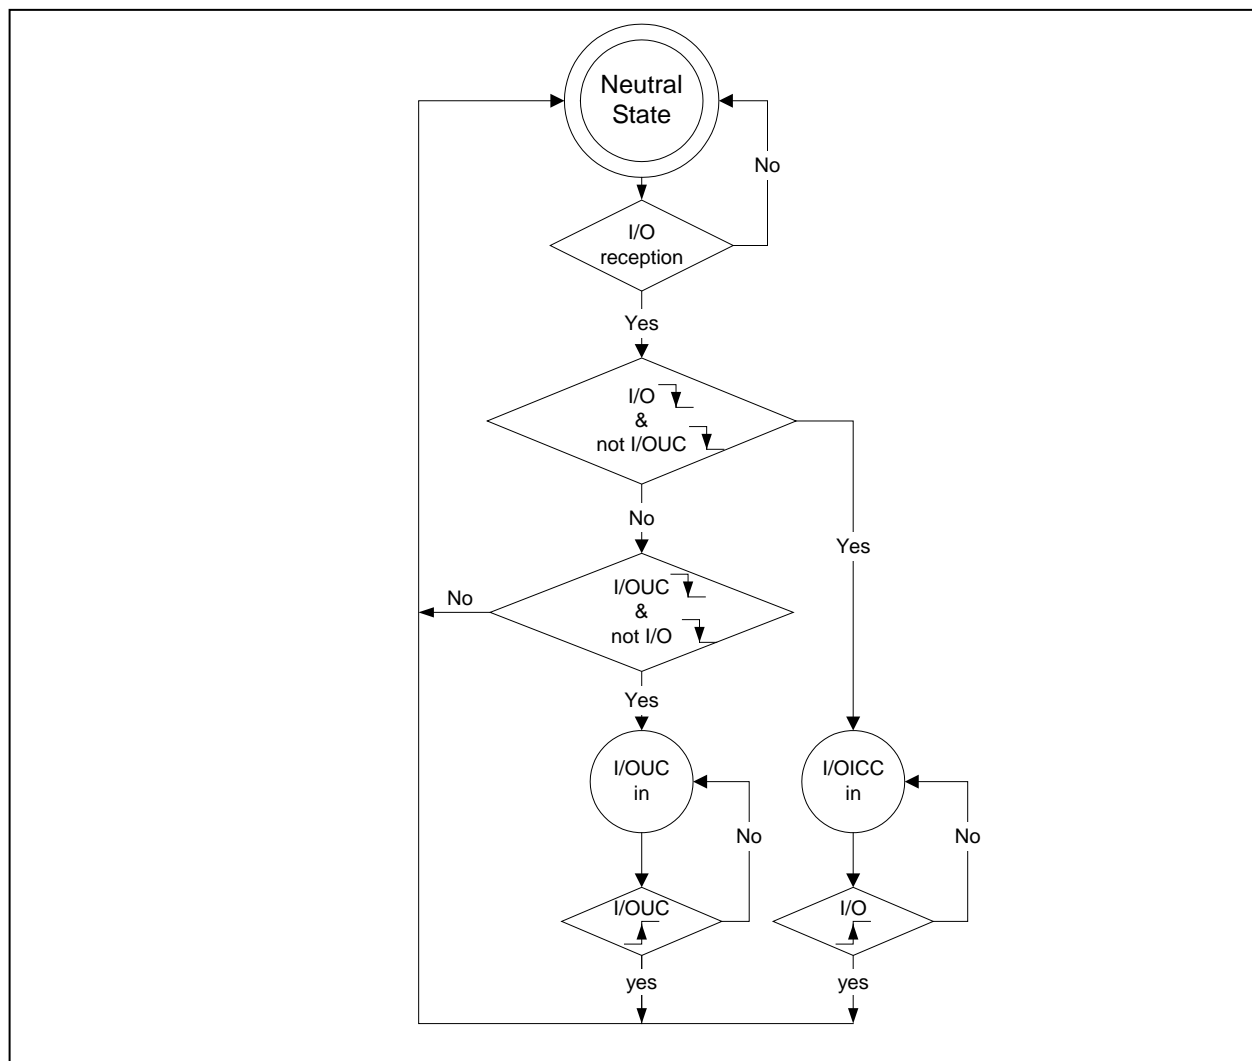 Neutral
State
No
I/O
reception
Yes
I/O
&
not I/OUC
No
Yes
I/OUC
&
not I/O
No
Yes
I/OUC
in
I/OICC
in
No
No
I/OUC
I/O
yes
yes